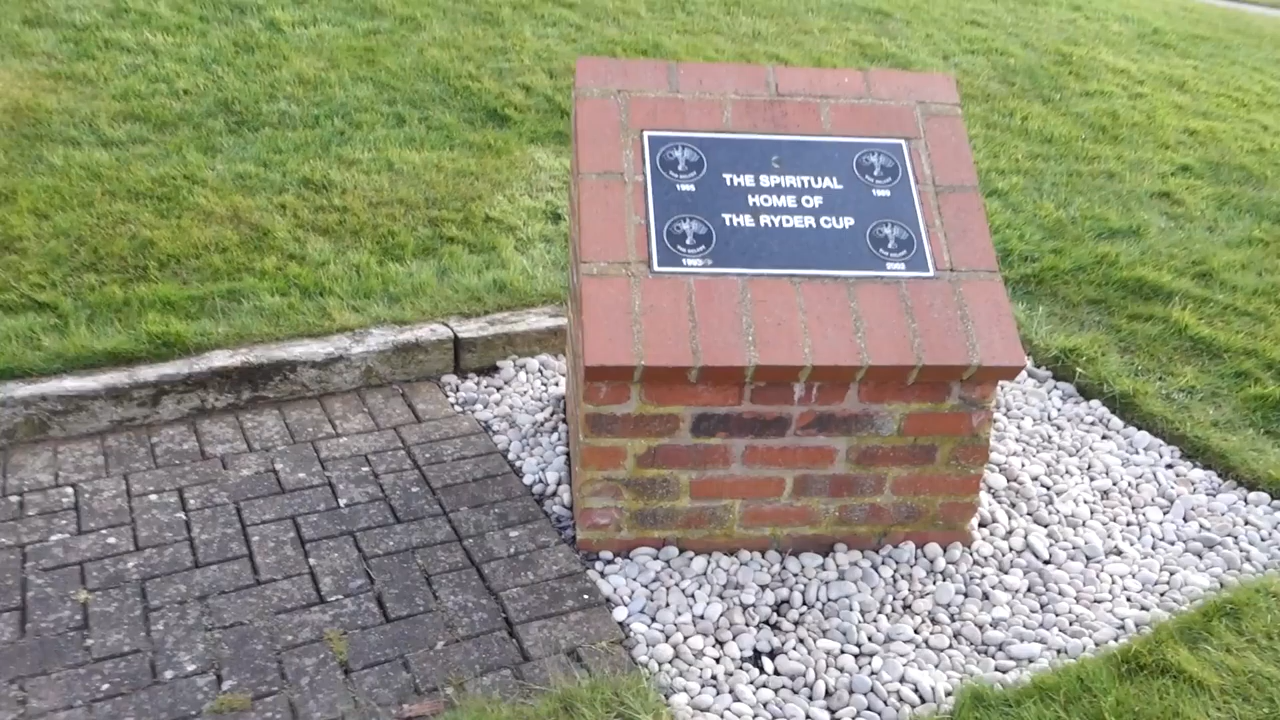 1985
THE SPIRITUAL
1989
HOME OF
THE RYDER CUP
1993
2002